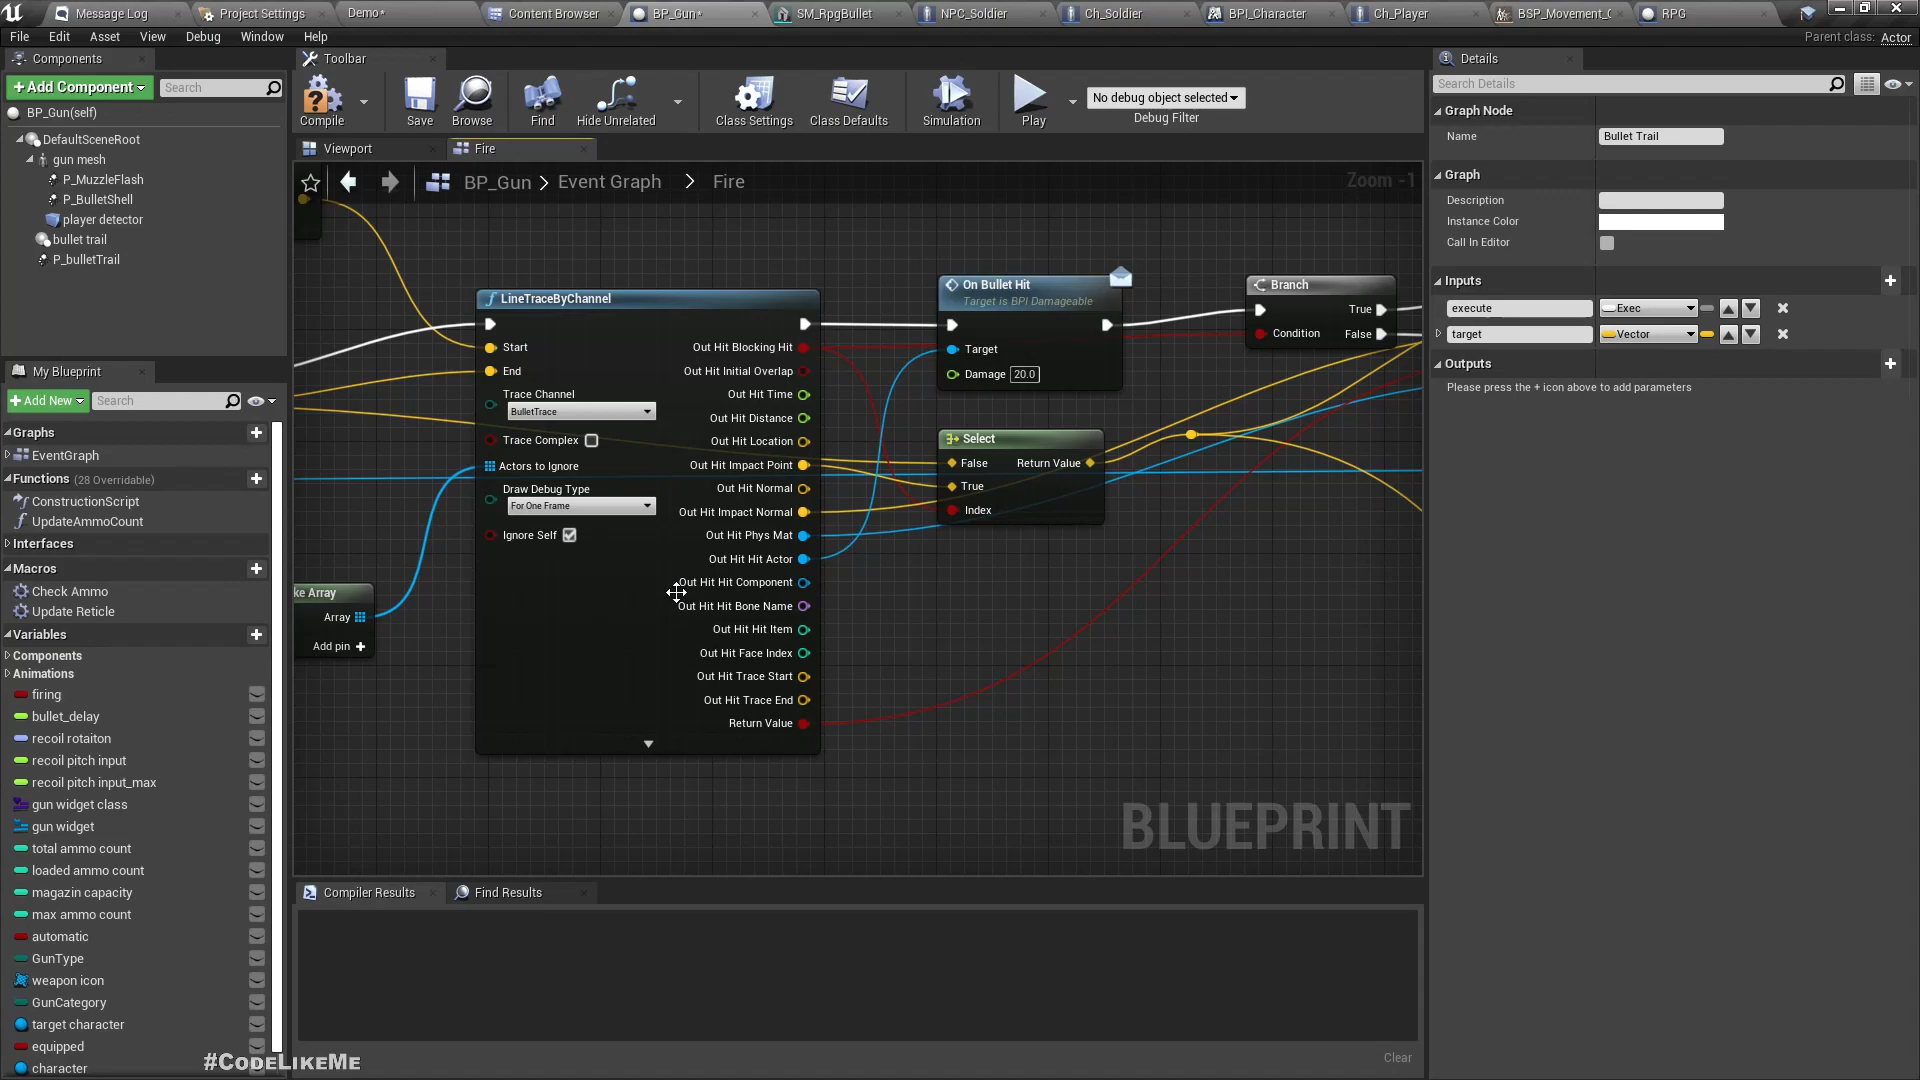 Message Log
Project Settings
Demo*
Content Browser
BP_Gun*
SM_RpgBullet
NPC_Soldier
Ch_Soldier
BPI_Character
Ch_Player
BSP_Movement_
RPG
File
Edit
Asset
View
Debug
Window
Help
Parent class: Actor
Components
+Add Component
Search
BP_Gun(self)
DefaultSceneRoot
gun mesh
P_MuzzleFlash
P_BulletShell
player detector
bullet trail
P_bulletTrail
My Blueprint
+Add New
Search
Graphs
EventGraph
Functions (28 Overridable)
ConstructionScript
UpdateAmmoCount
Interfaces
Macros
Check Ammo
Update Reticle
Variables
Components
Animations
firing
bullet_delay
recoil rotaiton
recoil pitch input
recoil pitch input_max
gun widget class
gun widget
total ammo count
loaded ammo count
magazin capacity
max ammo count
automatic
GunType
weapon icon
GunCategory
target character
equipped
character
#CodeLikeMe
Toolbar
Compile
Save
Browse
Find
Hide Unrelated
Class Settings
Class Defaults
Simulation
Play
No debug object selected
Debug Filter
Viewport
Fire
BP_Gun > Event Graph > Fire
Zoom -1
LineTraceByChannel
Start
End
Trace Channel
BulletTrace
Trace Complex
Actors to Ignore
Draw Debug Type
For One Frame
Ignore Self
Out Hit Blocking Hit
Out Hit Initial Overlap
Out Hit Time
Out Hit Distance
Out Hit Location
Out Hit Impact Point
Out Hit Normal
Out Hit Impact Normal
Out Hit Phys Mat
Out Hit Hit Actor
Out Hit Hit Component
Out Hit Hit Bone Name
Out Hit Hit Item
Out Hit Face Index
Out Hit Trace Start
Out Hit Trace End
Return Value
ke Array
Array
Add pin +
On Bullet Hit
Target is BPI Damageable
Target
Damage 20.0
Select
False
Return Value
True
Index
Branch
True
Condition
False
BLUEPRINT
Compiler Results
Find Results
Clear
Details
Search Details
Graph Node
Name
Bullet Trail
Graph
Description
Instance Color
Call In Editor
Inputs
execute
Exec
target
Vector
Outputs
Please press the + icon above to add parameters